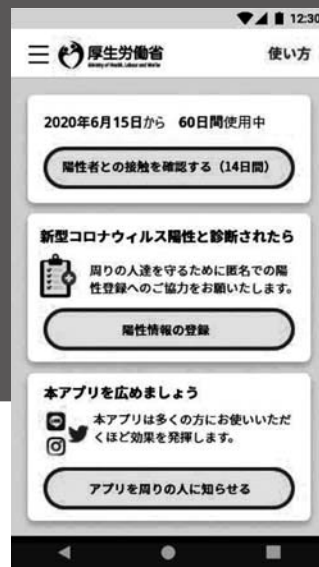 12:30
厚生労働省
Ministry of Health, Labour and Welfare
使い方
2020年6月15日から 60日間使用中
陽性者との接触を確認する（14日間）
新型コロナウィルス陽性と診断されたら
周りの人達を守るために匿名での陽
性登録へのご協力をお願いいたします。
陽性情報の登録
本アプリを広めましょう
本アプリは多くの方にお使いいただ
くほど効果を発揮します。
アプリを周りの人に知らせる